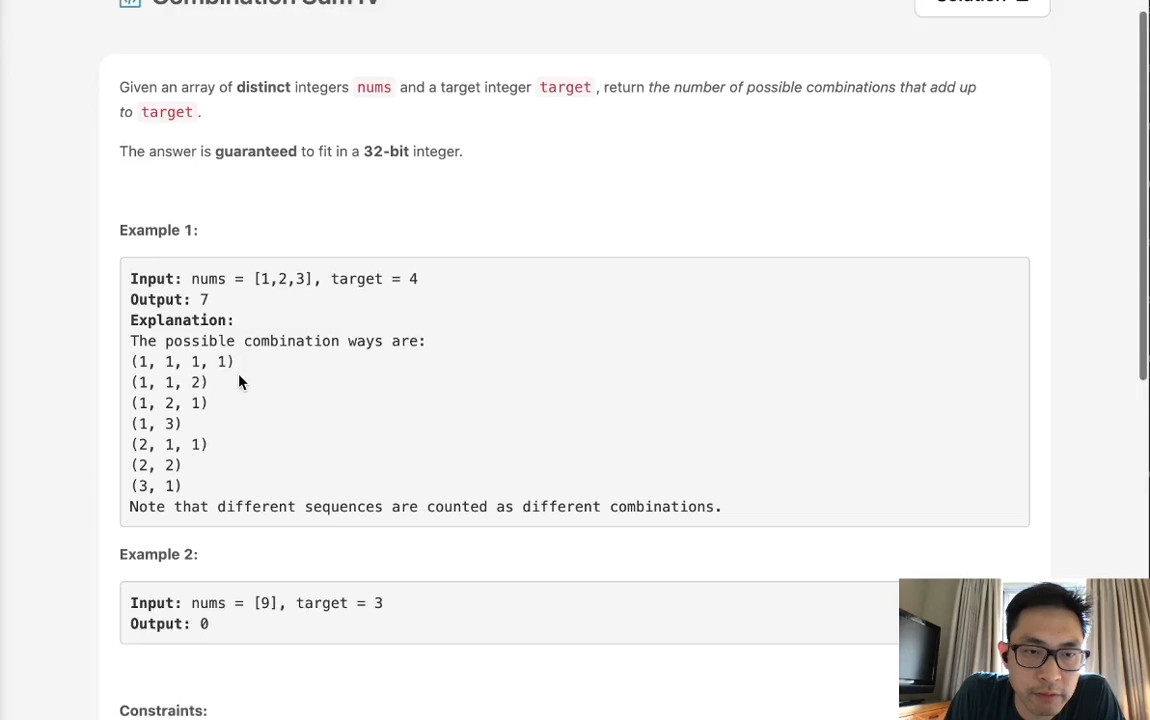 Combination Sum IV
Solution
Given an array of distinct integers nums and a target integer target, return the number of possible combinations that add up
to target.
The answer is guaranteed to fit in a 32-bit integer.
Example 1:
Input: nums = [1,2,3], target = 4
Output: 7
Explanation:
The possible combination ways are:
(1, 1, 1, 1)
(1, 1, 2)
(1, 2, 1)
(1, 3)
(2, 1, 1)
(2, 2)
(3, 1)
Note that different sequences are counted as different combinations.
Example 2:
Input: nums = [9], target = 3
Output: 0
Constraints: